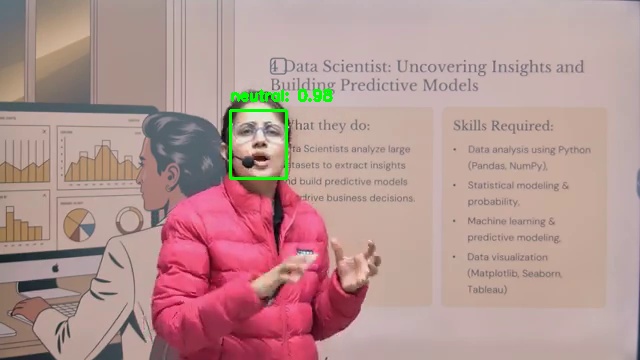 4 Data Scientist: Uncovering Insights and
Building Predictive Models
neutral: 0.98
What they do:
Data Scientists analyze large
datasets to extract insights
and build predictive models
drive business decisions.
Skills Required:
• Data analysis using Python
(Pandas, NumPy),
• Statistical modeling &
probability,
• Machine learning &
predictive modeling,
• Data visualization
(Matplotlib, Seaborn,
Tableau)